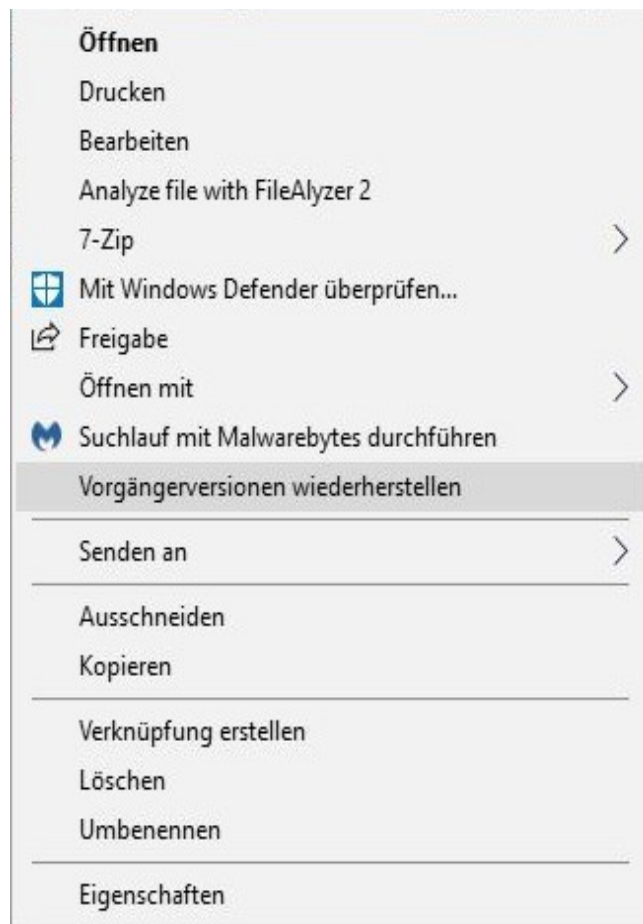 Öffnen
Drucken
Bearbeiten
Analyze file with FileAlyzer 2
7-Zip
Mit Windows Defender überprüfen...
Freigabe
Öffnen mit
Suchlauf mit Malwarebytes durchführen
Vorgängerversionen wiederherstellen
Senden an
Ausschneiden
Kopieren
Verknüpfung erstellen
Löschen
Umbenennen
Eigenschaften